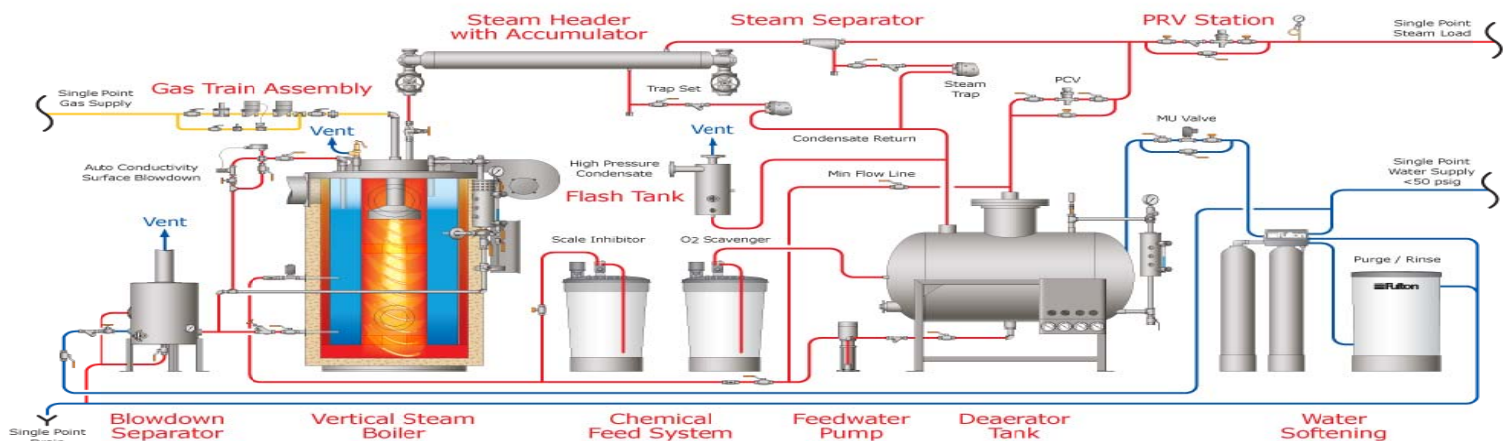 Steam Header
with Accumulator
Steam Separator
PRV Station
Single Point
Steam Load
Gas Train Assembly
Single Point
Gas Supply
Trap Set
Steam
Trap
PCV
MU Valve
Vent
Vent
Condensate Return
Auto Conductivity
Surface Blowdown
High Pressure
Condensate
Flash Tank
Min Flow Line
Single Point
Water Supply
<50 psig
Vent
Scale Inhibitor
O2 Scavenger
Fulton
Purge / Rinse
Fulton
Single Point
Blowdown
Separator
Vertical Steam
Boiler
Chemical
Feed System
Feedwater
Pump
Deaerator
Tank
Water
Softening